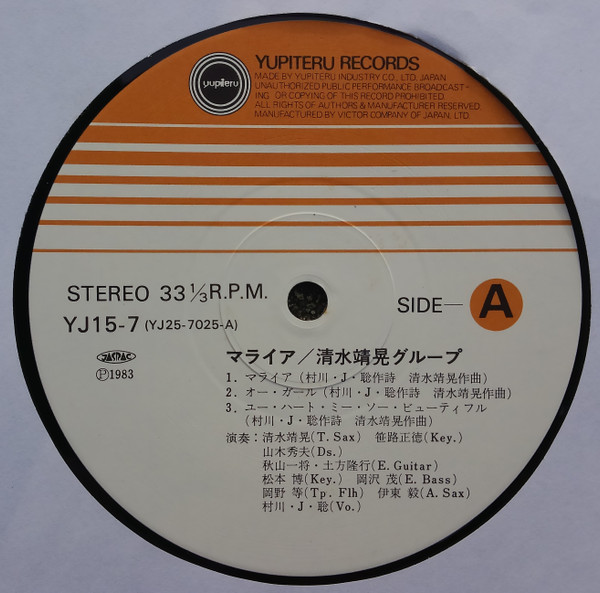 yupiteru
YUPITERU RECORDS
MADE BY YUPITERU INDUSTRY CO., LTD. JAPAN
UNAUTHORIZED PUBLIC PERFORMANCE BROADCAST-
ING OR COPYING OF THIS RECORD PROHIBITED
ALL RIGHTS OF AUTHORS & MANUFACTURER RESERVED
MANUFACTURED BY VICTOR COMPANY OF JAPAN, LTD.
STEREO 33 1/3 R.P.M.
SIDE— A
YJ15-7 (YJ25-7025-A)
マライア／清水靖晃グループ
JASRAC
Ⓟ1983
1. マライア (村川・J・聡作詩 清水靖晃作曲)
2. オー・ガール (村川・J・聡作詩 清水靖晃作曲)
3. ユー・ハート・ミー・ソー・ビューティフル
(村川・J・聡作詩 清水靖晃作曲)
演奏：清水靖晃(T. Sax) 笹路正徳(Key.)
山木秀夫(Ds.)
秋山一将・土方隆行(E. Guitar)
松本 博(Key.) 岡沢 茂(E. Bass)
岡野 等(Tp. Flh) 伊東 毅(A. Sax)
村川・J・聡(Vo.)